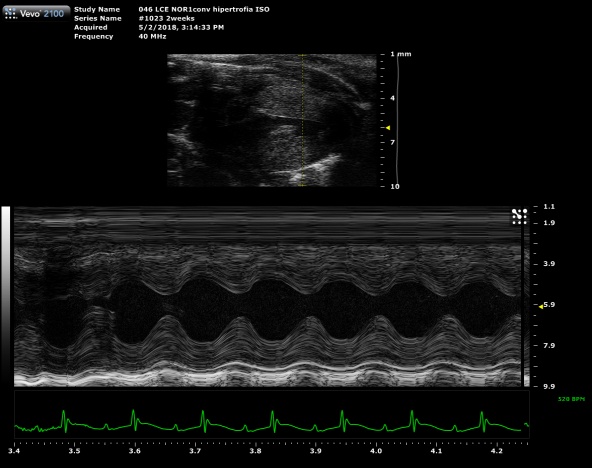 Vevo 2100
Study Name 046 LCE NOR1conv hipertrofia ISO
Series Name #1023 2weeks
Acquired 5/2/2018, 3:14:33 PM
Frequency 40 MHz
1 mm
4
7
10
1.1
1.9
3.9
5.9
7.9
9.9
520 BPM
3.4 3.5 3.6 3.7 3.8 3.9 4.0 4.1 4.2